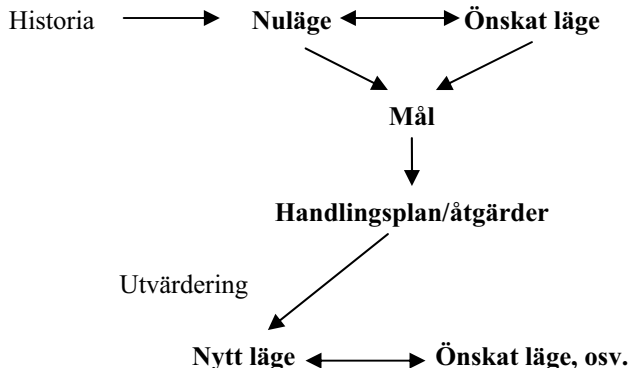 Historia Nuläge Önskat läge
Mål
Handlingsplan/åtgärder
Utvärdering
Nytt läge Önskat läge, osv.